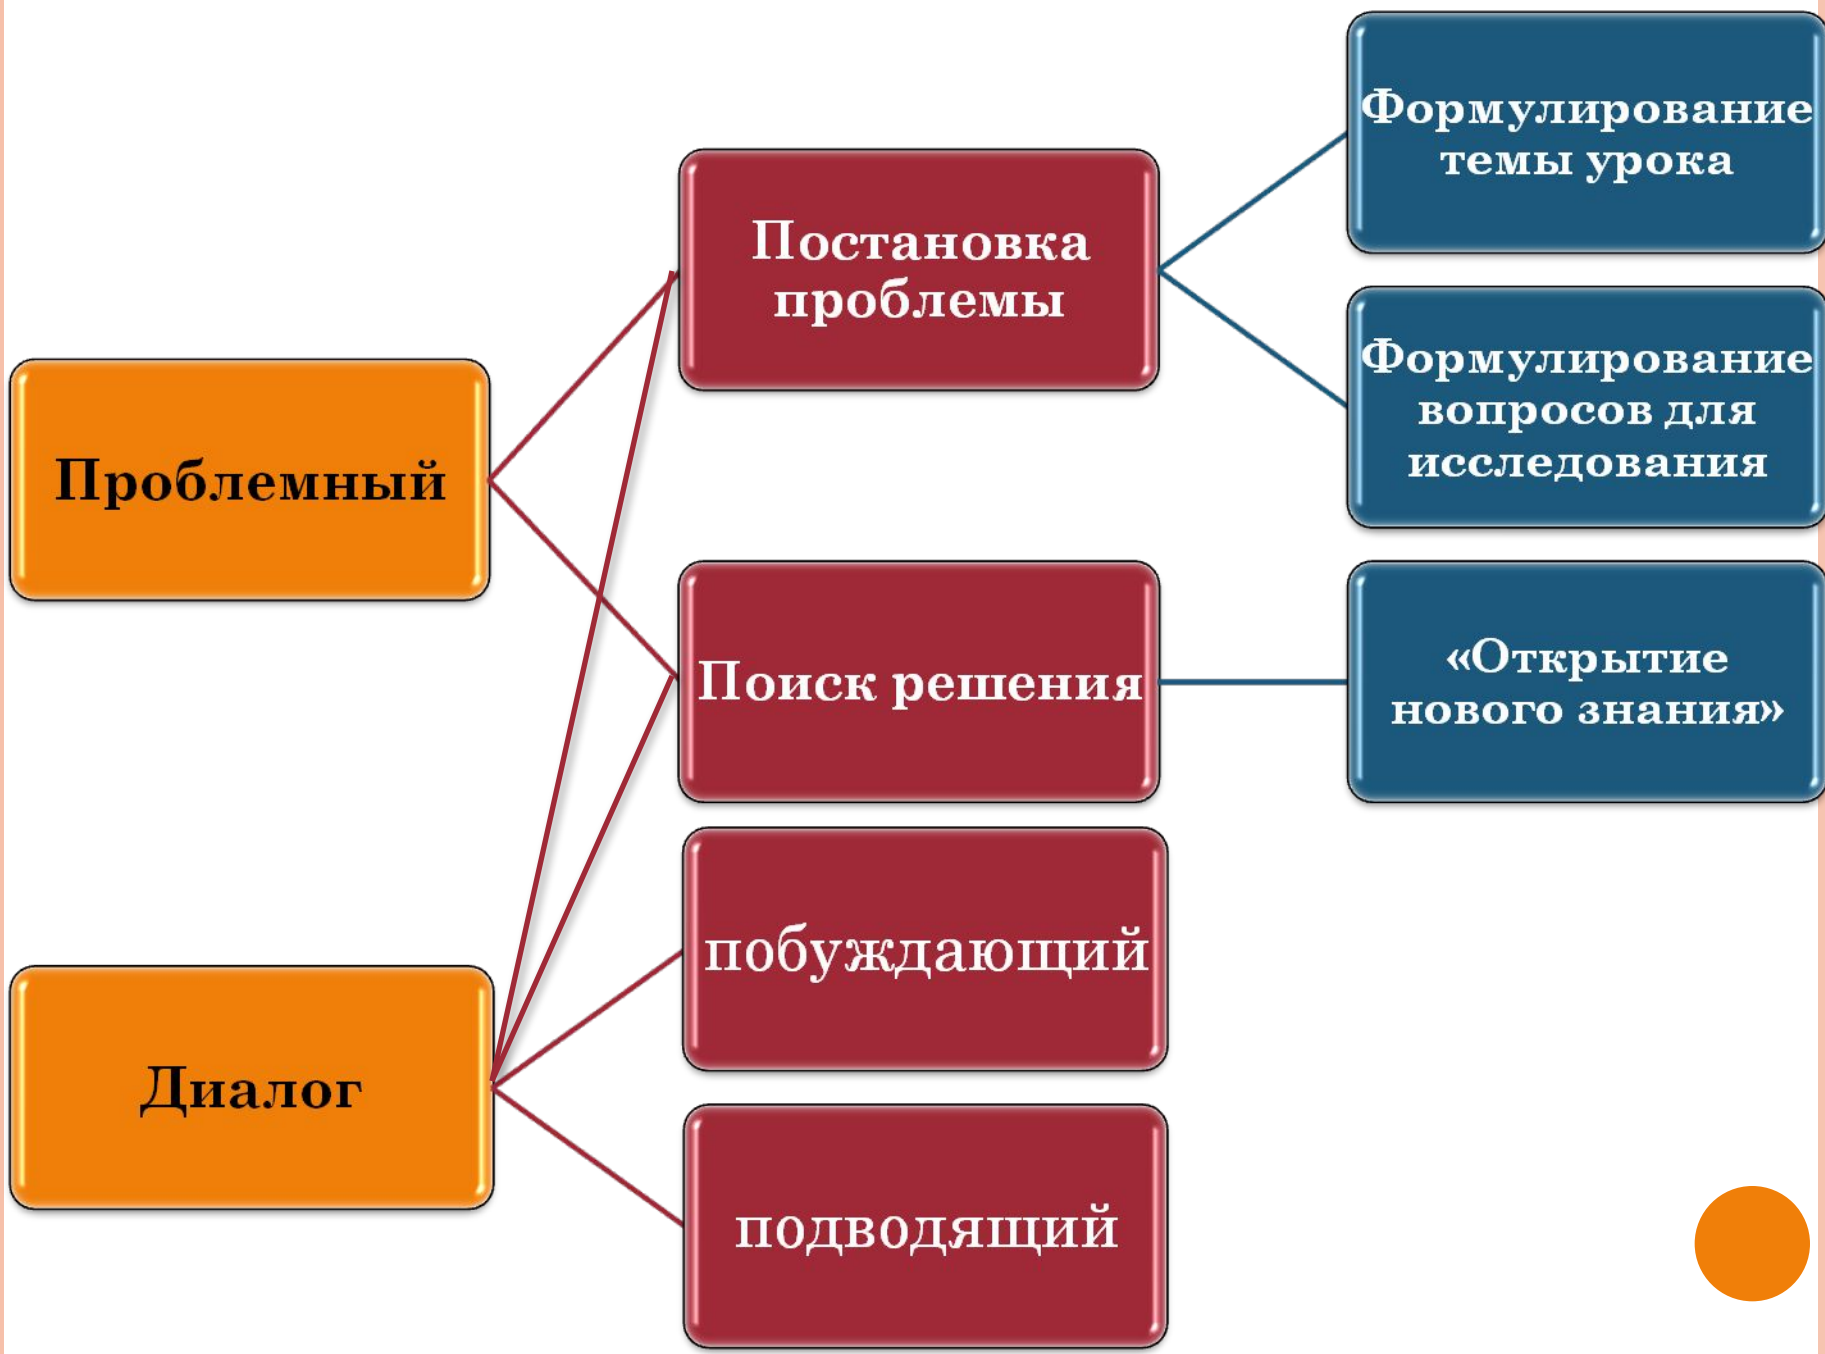 Проблемный
Диалог
Постановка
проблемы
Поиск решения
побуждающий
подводящий
Формулирование
темы урока
Формулирование
вопросов для
исследования
«Открытие
нового знания»